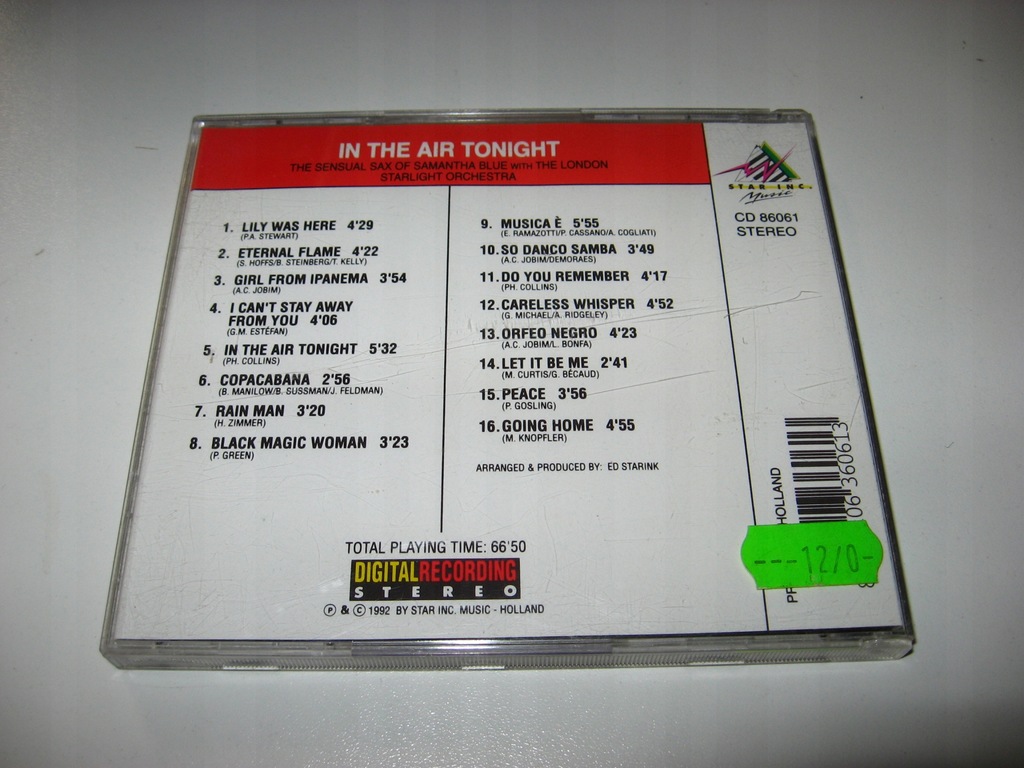 IN THE AIR TONIGHT
THE SENSUAL SAX OF SAMANTHA BLUE WITH THE LONDON
STARLIGHT ORCHESTRA
1. LILY WAS HERE 4'29
(P.A. STEWART)
2. ETERNAL FLAME 4'22
(S. HOFFS/B. STEINBERG/T. KELLY)
3. GIRL FROM IPANEMA 3'54
(A.C. JOBIM)
4. I CAN'T STAY AWAY
FROM YOU 4'06
(G.M. ESTÉFAN)
5. IN THE AIR TONIGHT 5'32
(PH. COLLINS)
6. COPACABANA 2'56
(B. MANILOW/B. SUSSMAN/J. FELDMAN)
7. RAIN MAN 3'20
(H. ZIMMER)
8. BLACK MAGIC WOMAN 3'23
(P. GREEN)
9. MUSICA È 5'55
(E. RAMAZOTTI/P. CASSANO/A. COGLIATI)
10. SO DANCO SAMBA 3'49
(A.C. JOBIM/DEMORAES)
11. DO YOU REMEMBER 4'17
(PH. COLLINS)
12. CARELESS WHISPER 4'52
(G. MICHAEL/A. RIDGELEY)
13. ORFEO NEGRO 4'23
(A.C. JOBIM/L. BONFA)
14. LET IT BE ME 2'41
(M. CURTIS/G. BÉCAUD)
15. PEACE 3'56
(P. GOSLING)
16. GOING HOME 4'55
(M. KNOPFLER)
ARRANGED & PRODUCED BY: ED STARINK
TOTAL PLAYING TIME: 66'50
DIGITAL RECORDING
STEREO
Ⓟ & © 1992 BY STAR INC. MUSIC - HOLLAND
STAR INC.
Music
CD 86061
STEREO
HOLLAND
06 360613
---12/0-